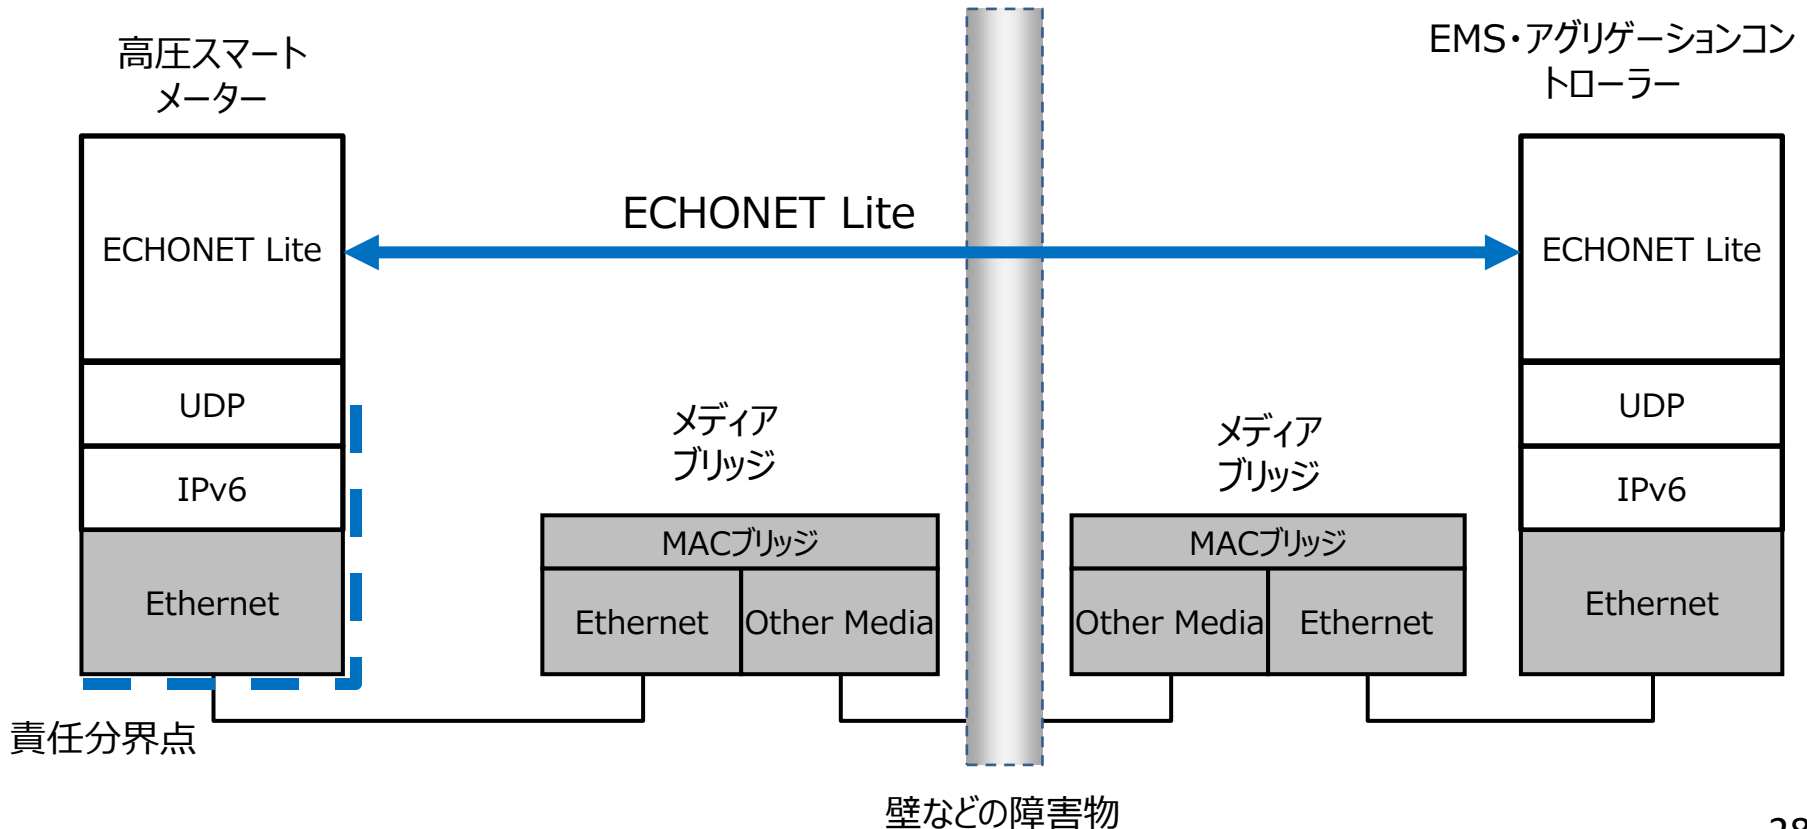 高圧スマート
メーター
EMS・アグリゲーションコン
トローラー
ECHONET Lite
ECHONET Lite
ECHONET Lite
UDP
UDP
メディア
ブリッジ
メディア
ブリッジ
IPv6
IPv6
MACブリッジ
MACブリッジ
Ethernet
Ethernet
Other Media
Other Media
Ethernet
Ethernet
責任分界点
壁などの障害物